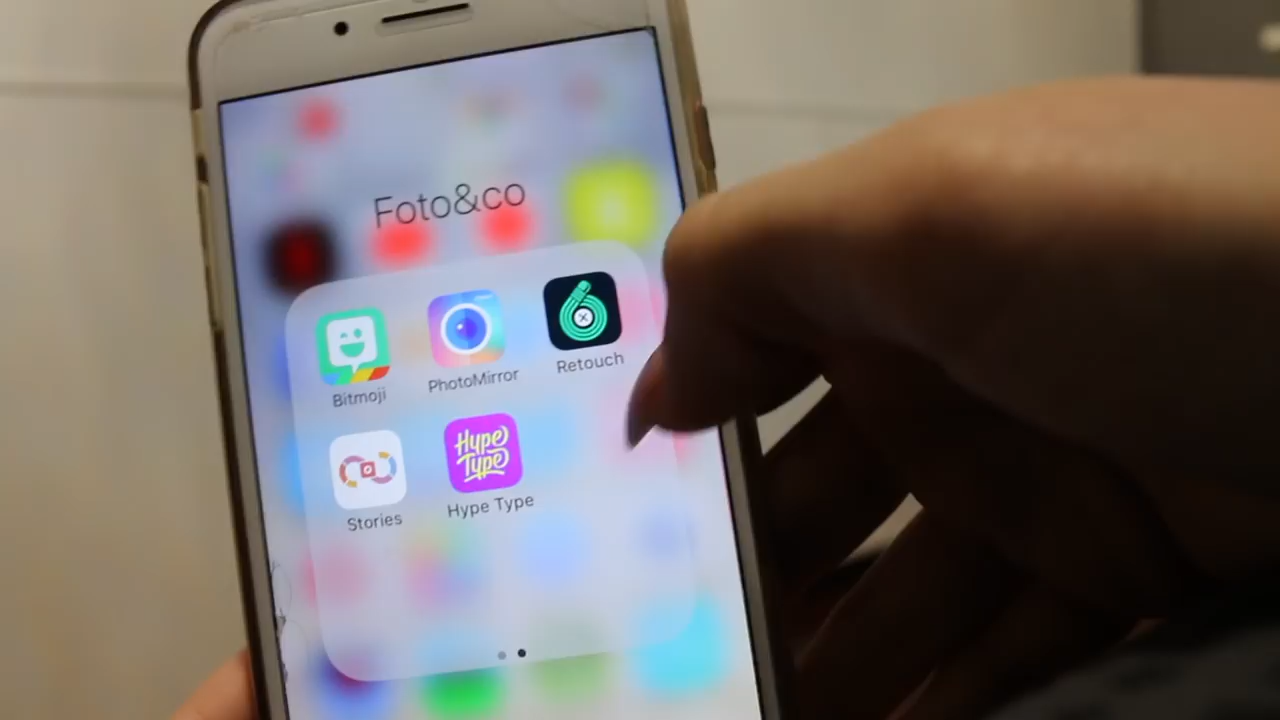 Foto&co
Bitmoji
PhotoMirror
Retouch
Stories
Hype
Type
Hype Type